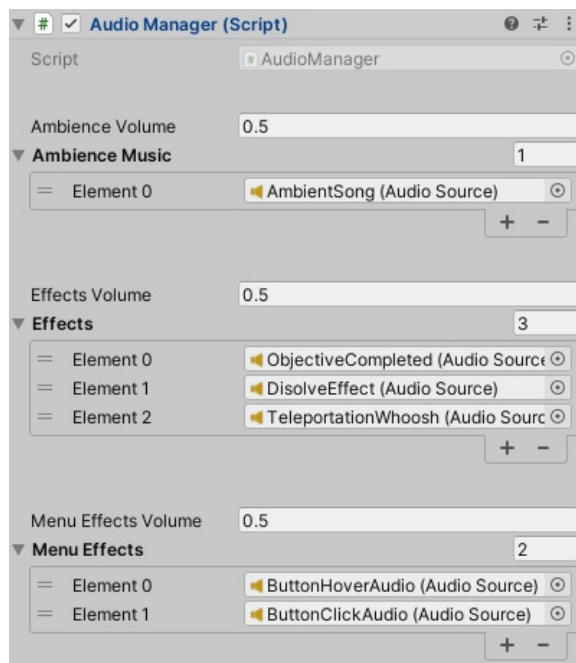 # Audio Manager (Script)
Script AudioManager
Ambience Volume 0.5
Ambience Music 1
Element 0 AmbientSong (Audio Source)
+ −
Effects Volume 0.5
Effects 3
Element 0 ObjectiveCompleted (Audio Source
Element 1 DisolveEffect (Audio Source)
Element 2 TeleportationWhoosh (Audio Sourc
+ −
Menu Effects Volume 0.5
Menu Effects 2
Element 0 ButtonHoverAudio (Audio Source)
Element 1 ButtonClickAudio (Audio Source)
+ −